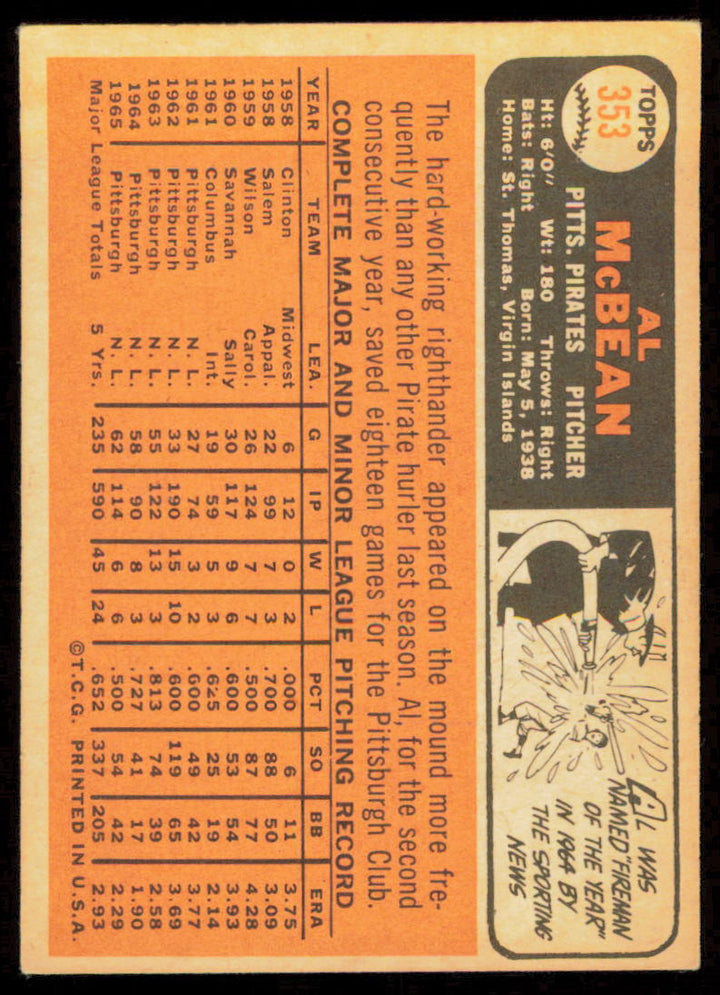 TOPPS
353
AL
McBEAN
PITTS. PIRATES PITCHER
Ht: 6'0" Wt: 180 Throws: Right
Bats: Right Born: May 5, 1938
Home: St. Thomas, Virgin Islands
AL WAS
NAMED "FIREMAN
OF THE YEAR"
IN 1964 BY
THE SPORTING
NEWS
The hard-working righthander appeared on the mound more fre-
quently than any other Pirate hurler last season. Al, for the second
consecutive year, saved eighteen games for the Pittsburgh Club.
COMPLETE MAJOR AND MINOR LEAGUE PITCHING RECORD
YEAR TEAM LEA. G IP W L PCT SO BB ERA
1958 Clinton Midwest 6 12 0 2 .000 6 11 3.75
1958 Salem Appal. 22 99 7 3 .700 88 50 3.09
1959 Wilson Carol. 26 124 7 7 .500 87 77 4.28
1960 Savannah Sally 30 117 9 6 .600 53 54 3.93
1961 Columbus Int. 19 59 5 3 .625 25 19 2.14
1961 Pittsburgh N. L. 27 74 3 2 .600 49 42 3.77
1962 Pittsburgh N. L. 33 190 15 10 .600 119 65 3.69
1963 Pittsburgh N. L. 55 122 13 3 .813 74 39 2.58
1964 Pittsburgh N. L. 58 90 8 3 .727 41 17 1.90
1965 Pittsburgh N. L. 62 114 6 6 .500 54 42 2.29
Major League Totals 5 Yrs. 235 590 45 24 .652 337 205 2.93
©T.C.G. PRINTED IN U.S.A.